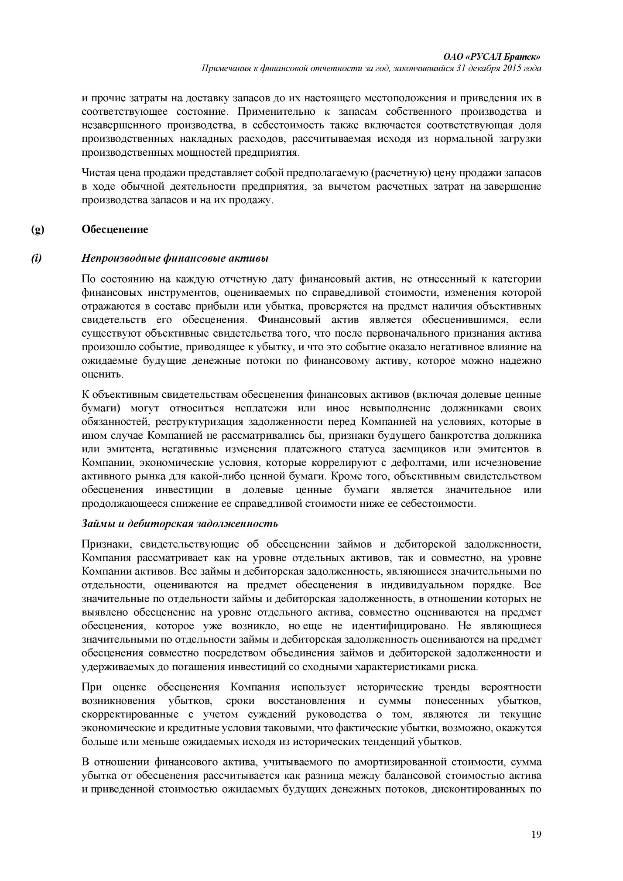 ОАО «РУСАЛ Братск»
Примечания к финансовой отчетности за год, закончившийся 31 декабря 2015 года
и прочие затраты на доставку запасов до их настоящего местоположения и приведения их в
соответствующее состояние. Применительно к запасам собственного производства и
незавершенного производства, в себестоимость также включается соответствующая доля
производственных накладных расходов, рассчитываемая исходя из нормальной загрузки
производственных мощностей предприятия.
Чистая цена продажи представляет собой предполагаемую (расчетную) цену продажи запасов
в ходе обычной деятельности предприятия, за вычетом расчетных затрат на завершение
производства запасов и на их продажу.
(g) Обесценение
(i) Непроизводные финансовые активы
По состоянию на каждую отчетную дату финансовый актив, не отнесенный к категории
финансовых инструментов, оцениваемых по справедливой стоимости, изменения которой
отражаются в составе прибыли или убытка, проверяется на предмет наличия объективных
свидетельств его обесценения. Финансовый актив является обесценившимся, если
существуют объективные свидетельства того, что после первоначального признания актива
произошло событие, приводящее к убытку, и что это событие оказало негативное влияние на
ожидаемые будущие денежные потоки по финансовому активу, которое можно надежно
оценить.
К объективным свидетельствам обесценения финансовых активов (включая долевые ценные
бумаги) могут относиться неплатежи или иное невыполнение должниками своих
обязанностей, реструктуризация задолженности перед Компанией на условиях, которые в
ином случае Компанией не рассматривались бы, признаки будущего банкротства должника
или эмитента, негативные изменения платежного статуса заемщиков или эмитентов в
Компании, экономические условия, которые коррелируют с дефолтами, или исчезновение
активного рынка для какой-либо ценной бумаги. Кроме того, объективным свидетельством
обесценения инвестиции в долевые ценные бумаги является значительное или
продолжающееся снижение ее справедливой стоимости ниже ее себестоимости.
Займы и дебиторская задолженность
Признаки, свидетельствующие об обесценении займов и дебиторской задолженности,
Компания рассматривает как на уровне отдельных активов, так и совместно, на уровне
Компании активов. Все займы и дебиторская задолженность, являющиеся значительными по
отдельности, оцениваются на предмет обесценения в индивидуальном порядке. Все
значительные по отдельности займы и дебиторская задолженность, в отношении которых не
выявлено обесценение на уровне отдельного актива, совместно оцениваются на предмет
обесценения, которое уже возникло, но еще не идентифицировано. Не являющиеся
значительными по отдельности займы и дебиторская задолженность оцениваются на предмет
обесценения совместно посредством объединения займов и дебиторской задолженности и
удерживаемых до погашения инвестиций со сходными характеристиками риска.
При оценке обесценения Компания использует исторические тренды вероятности
возникновения убытков, сроки восстановления и суммы понесенных убытков,
скорректированные с учетом суждений руководства о том, являются ли текущие
экономические и кредитные условия таковыми, что фактические убытки, возможно, окажутся
больше или меньше ожидаемых исходя из исторических тенденций убытков.
В отношении финансового актива, учитываемого по амортизированной стоимости, сумма
убытка от обесценения рассчитывается как разница между балансовой стоимостью актива
и приведенной стоимостью ожидаемых будущих денежных потоков, дисконтированных по
19